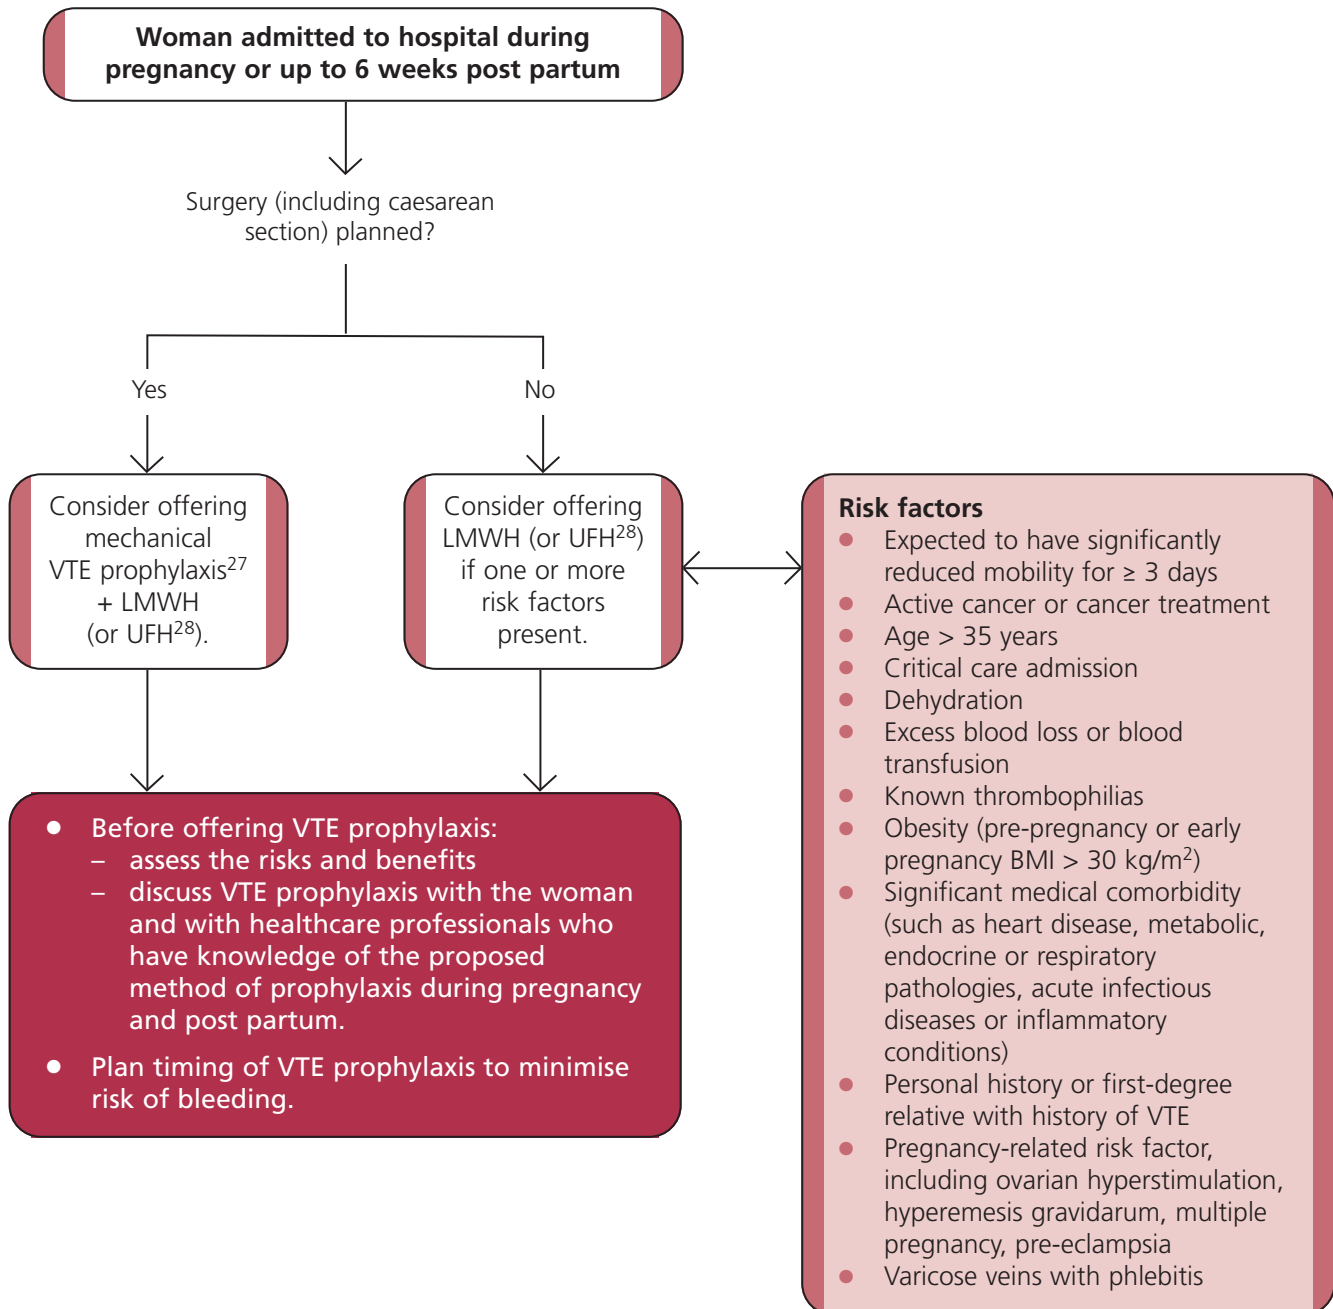 Woman admitted to hospital during
pregnancy or up to 6 weeks post partum
Surgery (including caesarean
section) planned?
Yes
No
Consider offering
mechanical
VTE prophylaxis²⁷
+ LMWH
(or UFH²⁸).
Consider offering
LMWH (or UFH²⁸)
if one or more
risk factors
present.
Risk factors
● Expected to have significantly
reduced mobility for ≥ 3 days
● Active cancer or cancer treatment
● Age > 35 years
● Critical care admission
● Dehydration
● Excess blood loss or blood
transfusion
● Known thrombophilias
● Obesity (pre-pregnancy or early
pregnancy BMI > 30 kg/m²)
● Significant medical comorbidity
(such as heart disease, metabolic,
endocrine or respiratory
pathologies, acute infectious
diseases or inflammatory
conditions)
● Personal history or first-degree
relative with history of VTE
● Pregnancy-related risk factor,
including ovarian hyperstimulation,
hyperemesis gravidarum, multiple
pregnancy, pre-eclampsia
● Varicose veins with phlebitis
● Before offering VTE prophylaxis:
– assess the risks and benefits
– discuss VTE prophylaxis with the woman
and with healthcare professionals who
have knowledge of the proposed
method of prophylaxis during pregnancy
and post partum.
● Plan timing of VTE prophylaxis to minimise
risk of bleeding.